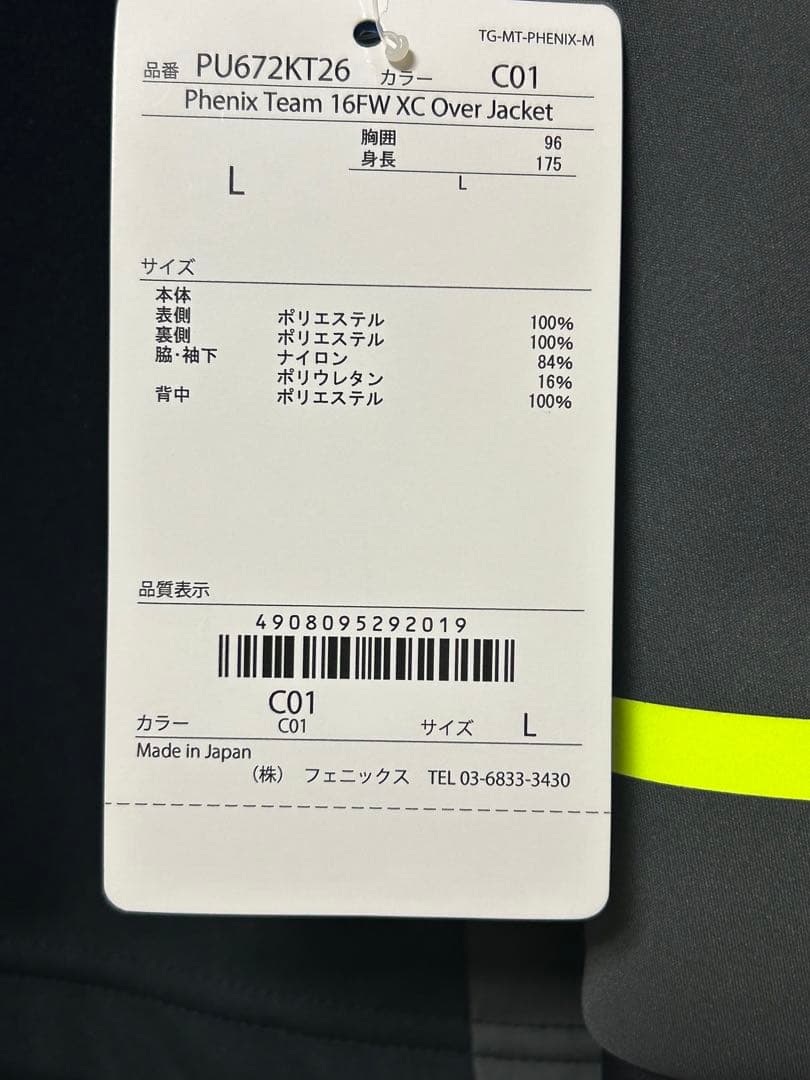 TG-MT-PHENIX-M
品番 PU672KT26 カラー C01
Phenix Team 16FW XC Over Jacket
胸囲 96
身長 175
L
L
サイズ
本体
表側 ポリエステル 100%
裏側 ポリエステル 100%
脇・袖下 ナイロン 84%
ポリウレタン 16%
背中 ポリエステル 100%
品質表示
4908095292019
C01
カラー C01 サイズ L
Made in Japan
（株） フェニックス TEL 03-6833-3430